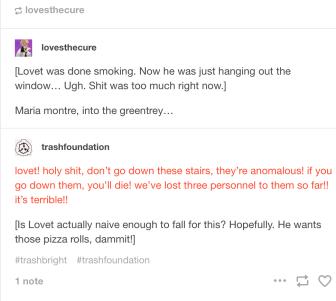 lovesthecure
lovesthecure
[Lovet was done smoking. Now he was just hanging out the
window... Ugh. Shit was too much right now.]
Maria montre, into the greentrey...
trashfoundation
lovet! holy shit, don't go down these stairs, they're anomalous! if you
go down them, you'll die! we've lost three personnel to them so far!!
it's terrible!!
[Is Lovet actually naive enough to fall for this? Hopefully. He wants
those pizza rolls, dammit!]
#trashbright #trashfoundation
1 note